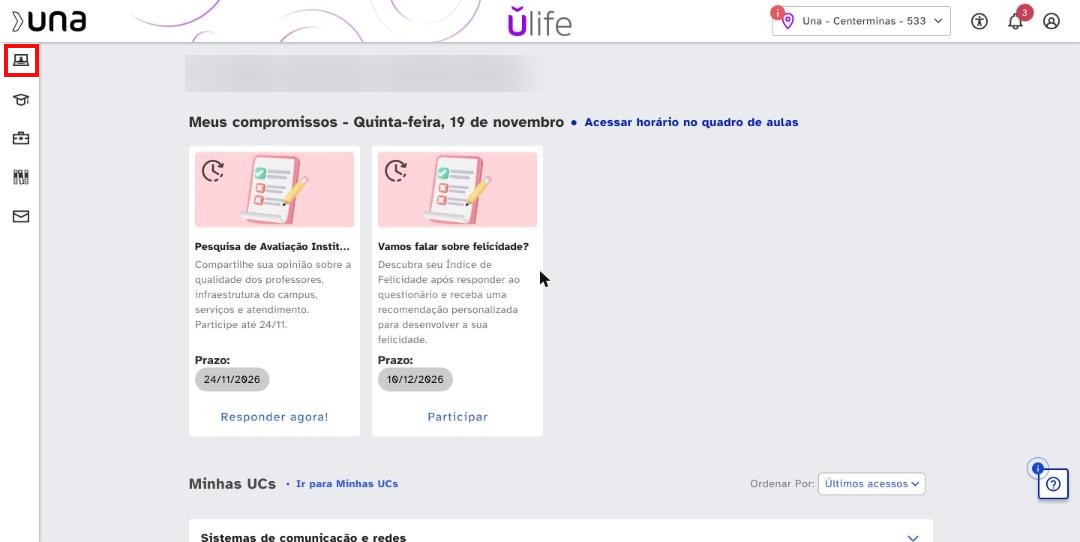 una
ulife
i
Una - Centerminas - 533
3
Meus compromissos - Quinta-feira, 19 de novembro • Acessar horário no quadro de aulas
Pesquisa de Avaliação Instit...
Compartilhe sua opinião sobre a
qualidade dos professores,
infraestrutura do campus,
serviços e atendimento.
Participe até 24/11.
Prazo:
24/11/2026
Responder agora!
Vamos falar sobre felicidade?
Descubra seu Índice de
Felicidade após responder ao
questionário e receba uma
recomendação personalizada
para desenvolver a sua
felicidade.
Prazo:
10/12/2026
Participar
Minhas UCs • Ir para Minhas UCs
Ordenar Por: Últimos acessos
i
?
Sistemas de comunicação e redes